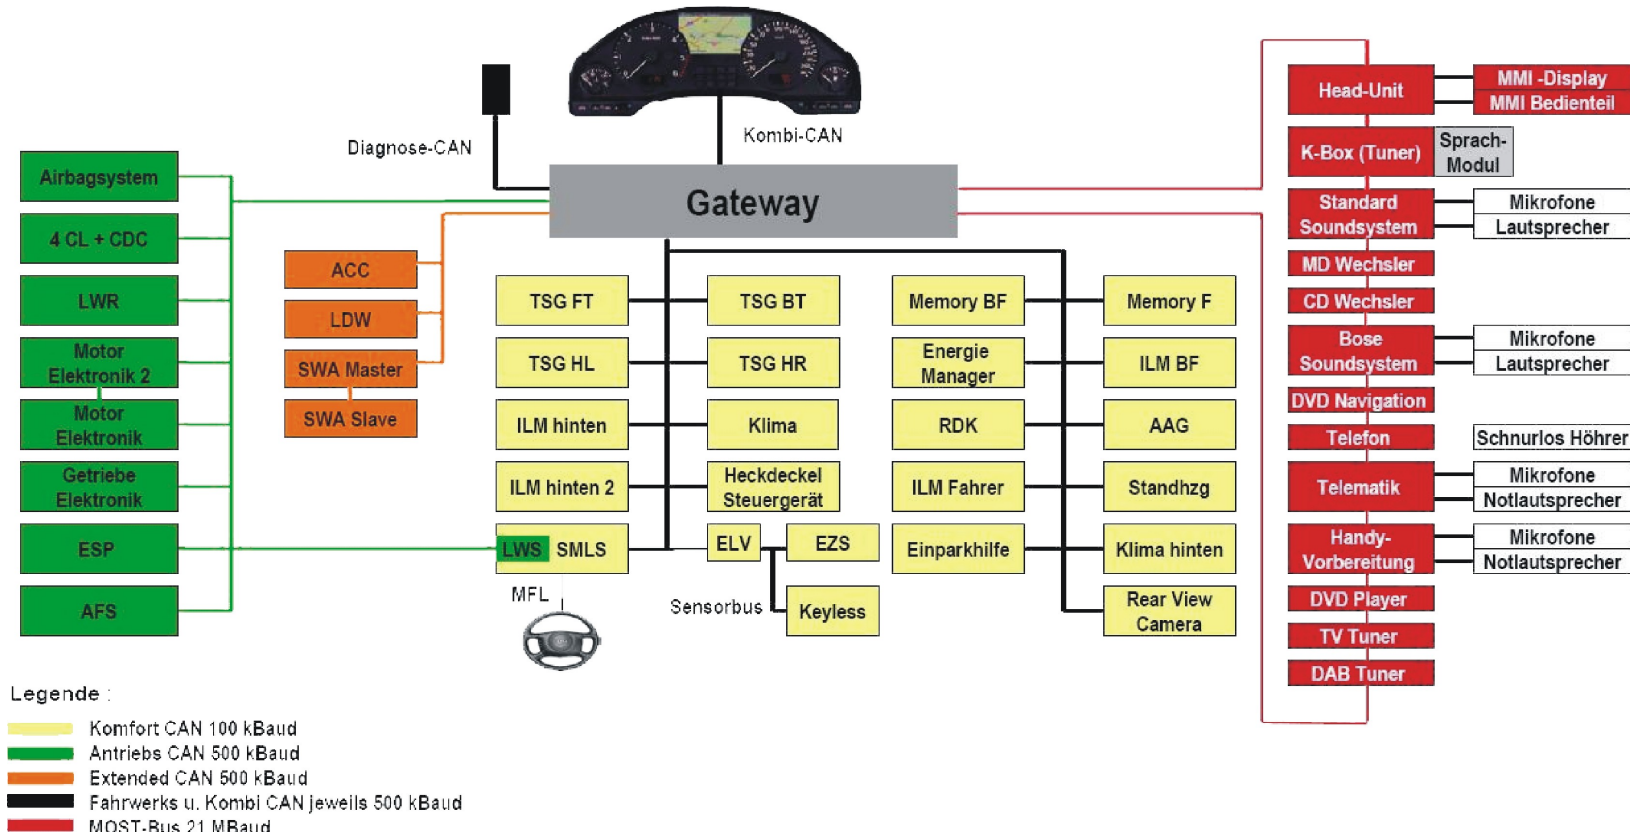 Diagnose-CAN
Kombi-CAN
Gateway
Airbagsystem
4 CL + CDC
LWR
Motor
Elektronik 2
Motor
Elektronik
Getriebe
Elektronik
ESP
AFS
ACC
LDW
SWA Master
SWA Slave
TSG FT
TSG BT
TSG HL
TSG HR
ILM hinten
Klima
ILM hinten 2
Heckdeckel
Steuergerät
LWS SMLS
ELV
EZS
MFL
Sensorbus
Keyless
Memory BF
Memory F
Energie
Manager
ILM BF
RDK
AAG
ILM Fahrer
Standhzg
Einparkhilfe
Klima hinten
Rear View
Camera
Head-Unit
MMI -Display
MMI Bedienteil
K-Box (Tuner)
Sprach-
Modul
Standard
Soundsystem
Mikrofone
Lautsprecher
MD Wechsler
CD Wechsler
Bose
Soundsystem
Mikrofone
Lautsprecher
DVD Navigation
Telefon
Schnurlos Höhrer
Telematik
Mikrofone
Notlautsprecher
Handy-
Vorbereitung
Mikrofone
Notlautsprecher
DVD Player
TV Tuner
DAB Tuner
Legende :
Komfort CAN 100 kBaud
Antriebs CAN 500 kBaud
Extended CAN 500 kBaud
Fahrwerks u. Kombi CAN jeweils 500 kBaud
MOST-Bus 21 MBaud